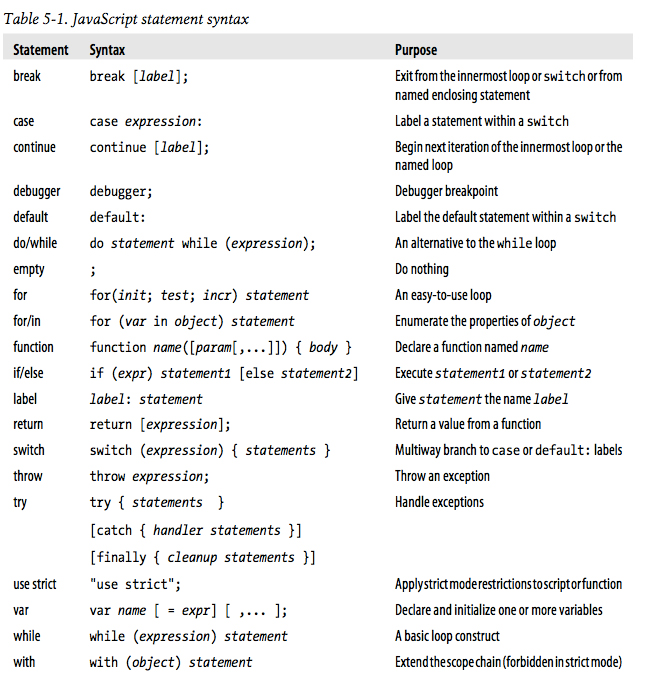 Table 5-1. JavaScript statement syntax
Statement Syntax Purpose
break break [label]; Exit from the innermost loop or switch or from
named enclosing statement
case case expression: Label a statement within a switch
continue continue [label]; Begin next iteration of the innermost loop or the
named loop
debugger debugger; Debugger breakpoint
default default: Label the default statement within a switch
do/while do statement while (expression); An alternative to the while loop
empty ; Do nothing
for for(init; test; incr) statement An easy-to-use loop
for/in for (var in object) statement Enumerate the properties of object
function function name([param[,...]]) { body } Declare a function named name
if/else if (expr) statement1 [else statement2] Execute statement1 or statement2
label label: statement Give statement the name label
return return [expression]; Return a value from a function
switch switch (expression) { statements } Multiway branch to case or default: labels
throw throw expression; Throw an exception
try try { statements } Handle exceptions
[catch { handler statements }]
[finally { cleanup statements }]
use strict "use strict"; Apply strict mode restrictions to script or function
var var name [ = expr] [ ,... ]; Declare and initialize one or more variables
while while (expression) statement A basic loop construct
with with (object) statement Extend the scope chain (forbidden in strict mode)